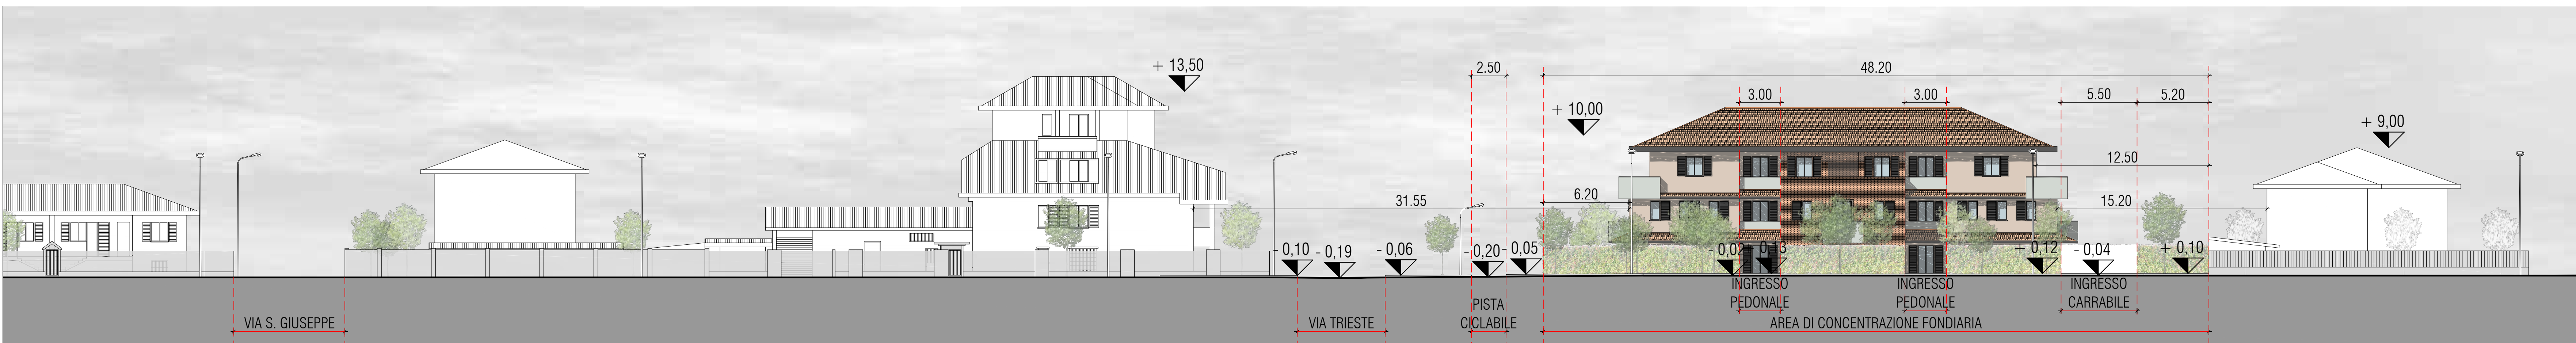 + 13,50
2.50
48.20
+ 10,00
3.00
3.00
5.50
5.20
+ 9,00
12.50
31.55
6.20
15.20
- 0,10
- 0,19
- 0,06
- 0,20
- 0,05
- 0,02
+ 0,13
+ 0,12
- 0,04
+ 0,10
INGRESSO
PEDONALE
INGRESSO
PEDONALE
INGRESSO
CARRABILE
VIA S. GIUSEPPE
VIA TRIESTE
PISTA
CICLABILE
AREA DI CONCENTRAZIONE FONDIARIA